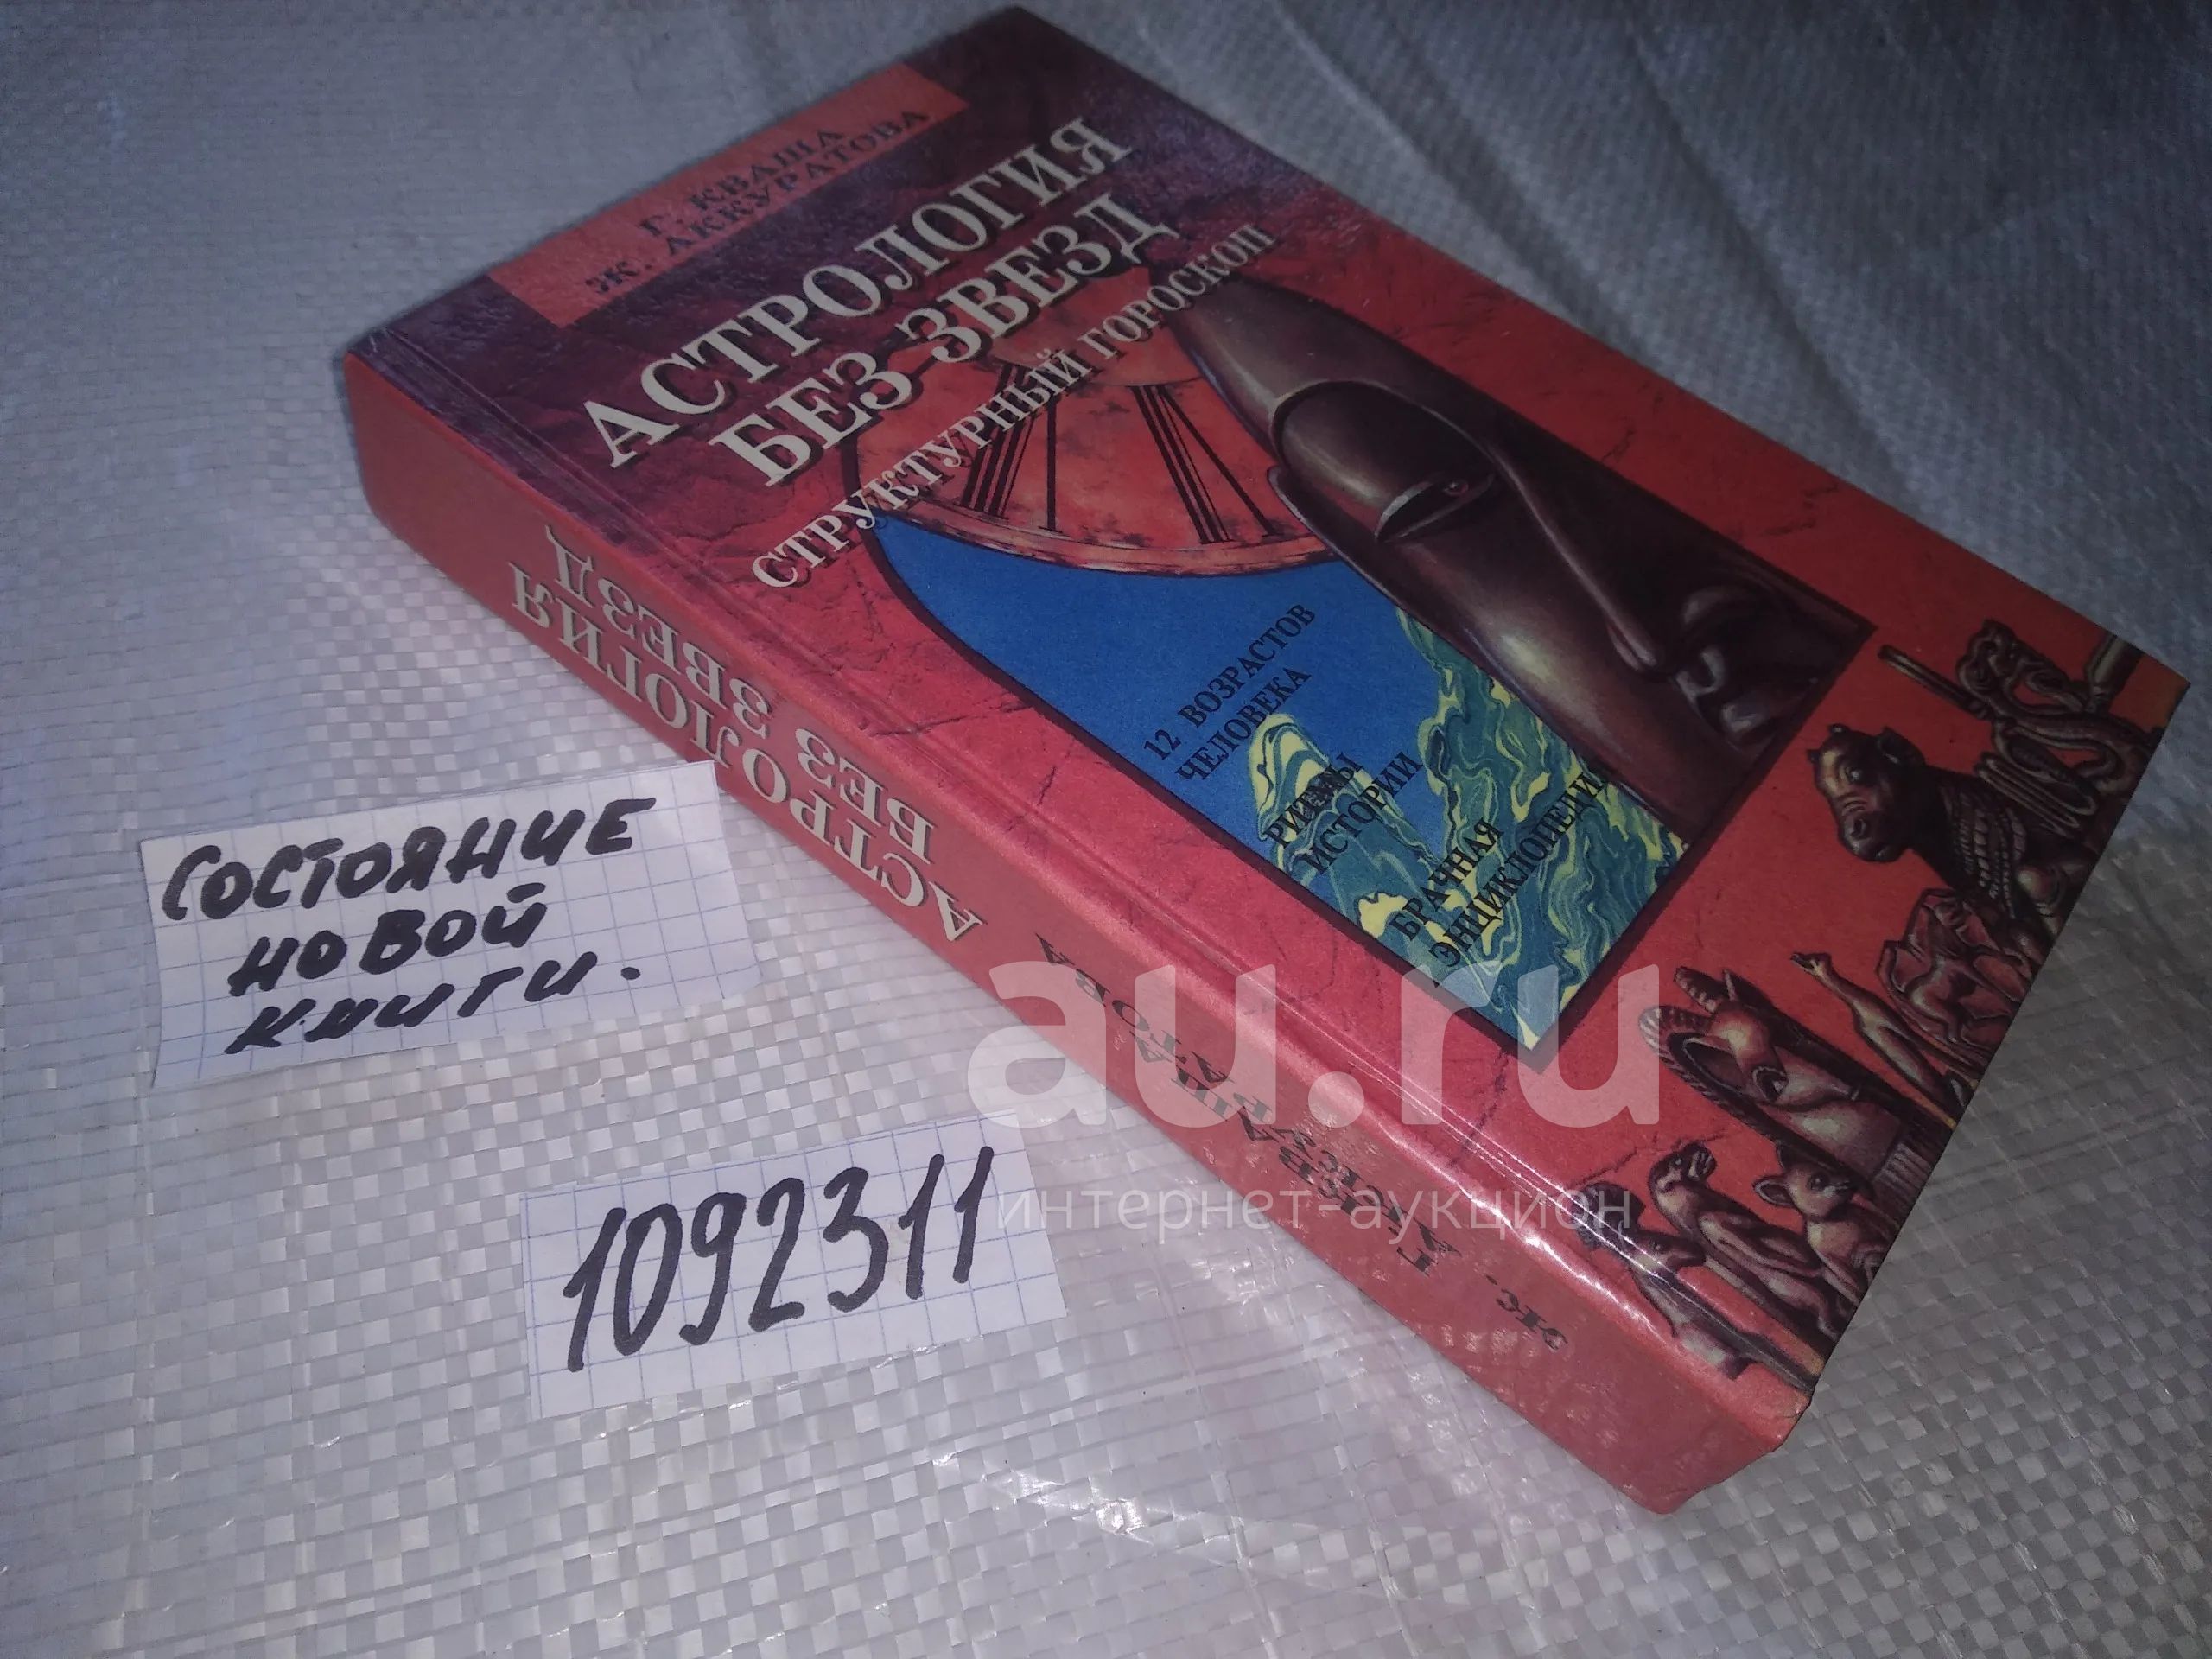 Г. КВАША
Ж. АККУРАТОВА
АСТРОЛОГИЯ
БЕЗ ЗВЕЗД
СТРУКТУРНЫЙ ГОРОСКОП
12 ВОЗРАСТОВ
ЧЕЛОВЕКА
РИТМЫ
ИСТОРИИ
БРАЧНАЯ
ЭНЦИКЛОПЕДИЯ
АСТРОЛОГИЯ
БЕЗ ЗВЕЗД
Г. КВАША
Ж. АККУРАТОВА
СОСТОЯНИЕ
НОВОЙ
КНИГИ.
1092311
au.ru
интернет-аукцион